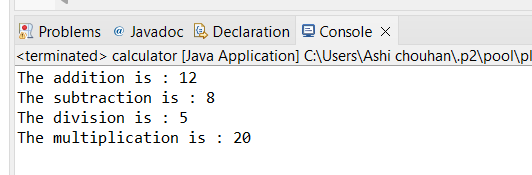 Problems @ Javadoc Declaration Console
<terminated> calculator [Java Application] C:\Users\Ashi chouhan\.p2\pool\pl
The addition is : 12
The subtraction is : 8
The division is : 5
The multiplication is : 20